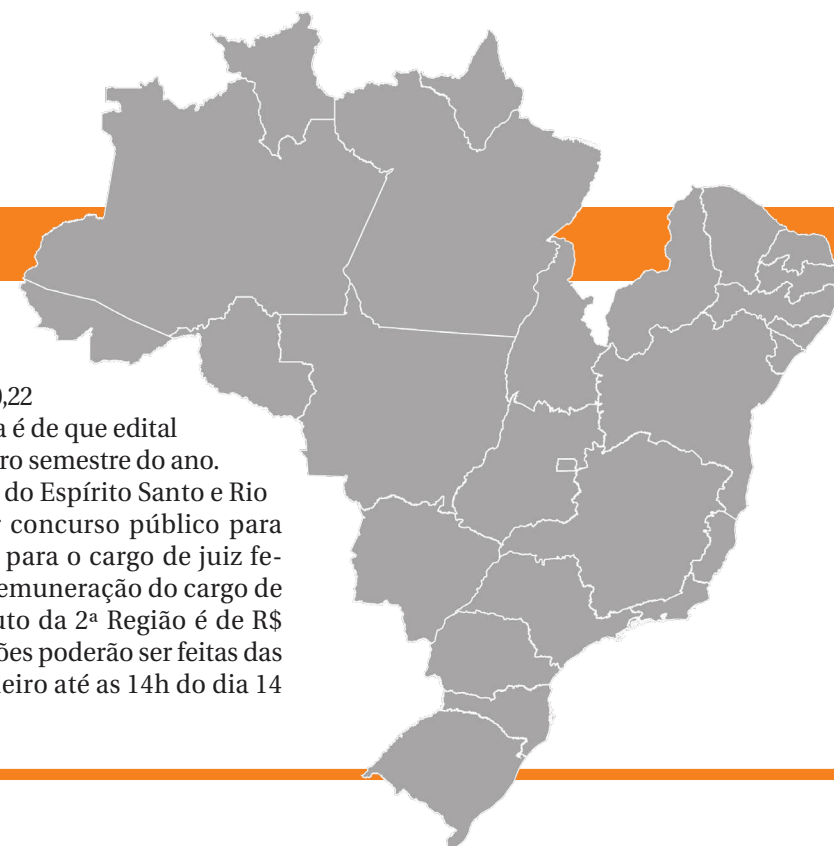 ,22
a é de que edital
ro semestre do ano.
do Espírito Santo e Rio
concurso público para
para o cargo de juiz fe-
emuneração do cargo de
uto da 2ª Região é de R$
ões poderão ser feitas das
eiro até as 14h do dia 14